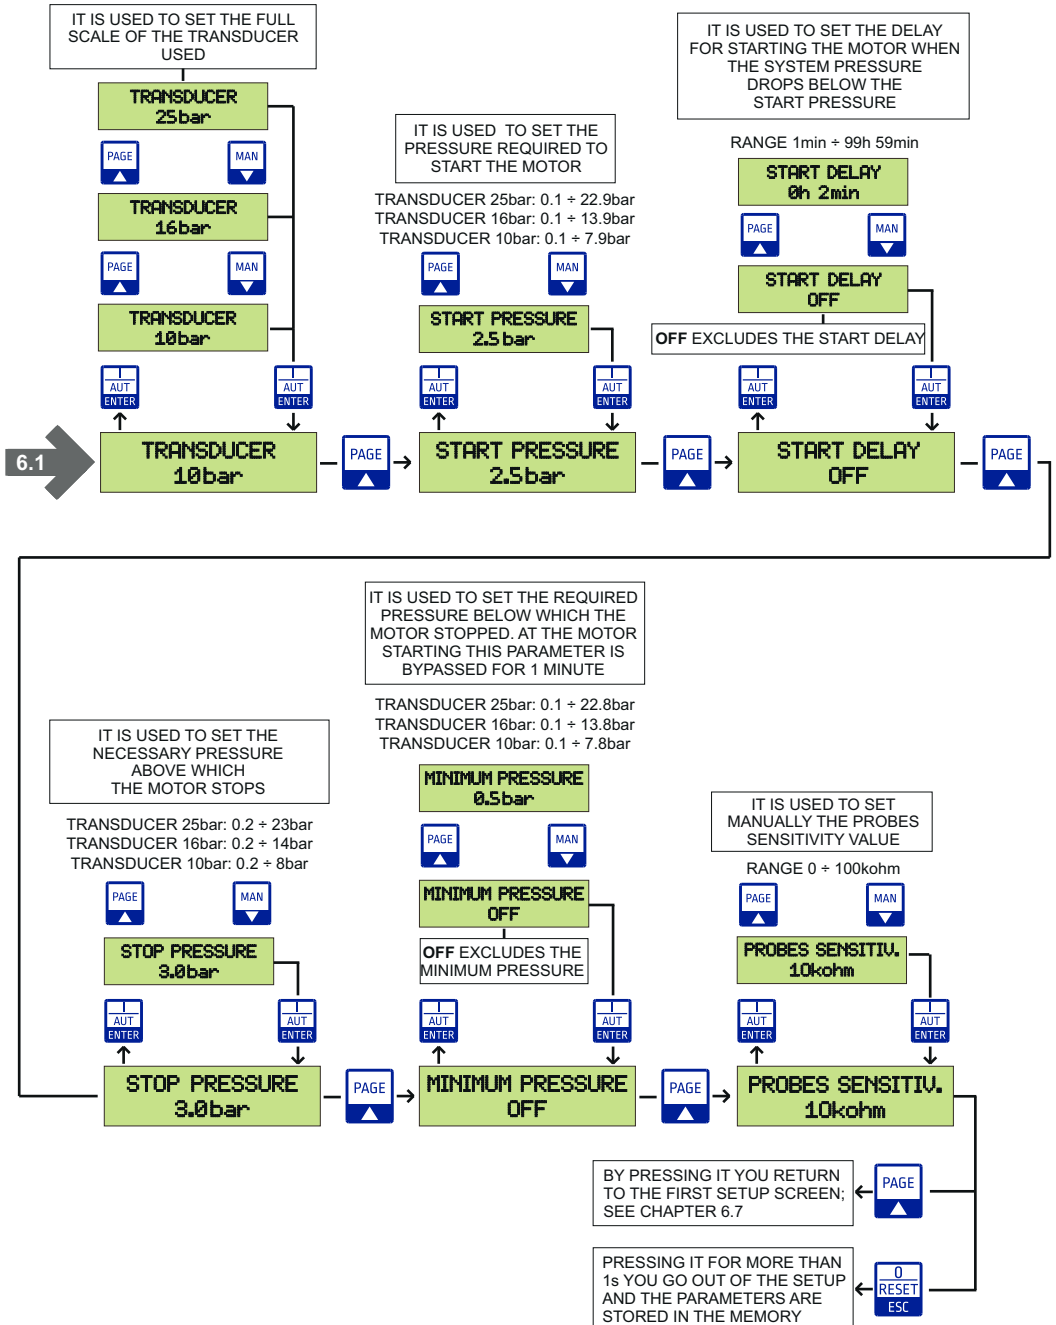 IT IS USED TO SET THE FULL
SCALE OF THE TRANSDUCER
USED
TRANSDUCER
25bar
PAGE
MAN
TRANSDUCER
16bar
PAGE
MAN
TRANSDUCER
10bar
I
AUT
ENTER
I
AUT
ENTER
6.1
TRANSDUCER
10bar
PAGE
IT IS USED TO SET THE
PRESSURE REQUIRED TO
START THE MOTOR
TRANSDUCER 25bar: 0.1 ÷ 22.9bar
TRANSDUCER 16bar: 0.1 ÷ 13.9bar
TRANSDUCER 10bar: 0.1 ÷ 7.9bar
PAGE
MAN
START PRESSURE
2.5bar
I
AUT
ENTER
I
AUT
ENTER
START PRESSURE
2.5bar
PAGE
IT IS USED TO SET THE DELAY
FOR STARTING THE MOTOR WHEN
THE SYSTEM PRESSURE
DROPS BELOW THE
START PRESSURE
RANGE 1min ÷ 99h 59min
START DELAY
0h 2min
PAGE
MAN
START DELAY
OFF
OFF EXCLUDES THE START DELAY
I
AUT
ENTER
I
AUT
ENTER
START DELAY
OFF
PAGE
IT IS USED TO SET THE
NECESSARY PRESSURE
ABOVE WHICH
THE MOTOR STOPS
TRANSDUCER 25bar: 0.2 ÷ 23bar
TRANSDUCER 16bar: 0.2 ÷ 14bar
TRANSDUCER 10bar: 0.2 ÷ 8bar
PAGE
MAN
STOP PRESSURE
3.0bar
I
AUT
ENTER
I
AUT
ENTER
STOP PRESSURE
3.0bar
PAGE
IT IS USED TO SET THE REQUIRED
PRESSURE BELOW WHICH THE
MOTOR STOPPED. AT THE MOTOR
STARTING THIS PARAMETER IS
BYPASSED FOR 1 MINUTE
TRANSDUCER 25bar: 0.1 ÷ 22.8bar
TRANSDUCER 16bar: 0.1 ÷ 13.8bar
TRANSDUCER 10bar: 0.1 ÷ 7.8bar
MINIMUM PRESSURE
0.5bar
PAGE
MAN
MINIMUM PRESSURE
OFF
OFF EXCLUDES THE
MINIMUM PRESSURE
I
AUT
ENTER
I
AUT
ENTER
MINIMUM PRESSURE
OFF
PAGE
IT IS USED TO SET
MANUALLY THE PROBES
SENSITIVITY VALUE
RANGE 0 ÷ 100kohm
PAGE
MAN
PROBES SENSITIV.
10kohm
I
AUT
ENTER
I
AUT
ENTER
PROBES SENSITIV.
10kohm
BY PRESSING IT YOU RETURN
TO THE FIRST SETUP SCREEN;
SEE CHAPTER 6.7
PAGE
PRESSING IT FOR MORE THAN
1s YOU GO OUT OF THE SETUP
AND THE PARAMETERS ARE
STORED IN THE MEMORY
0
RESET
ESC